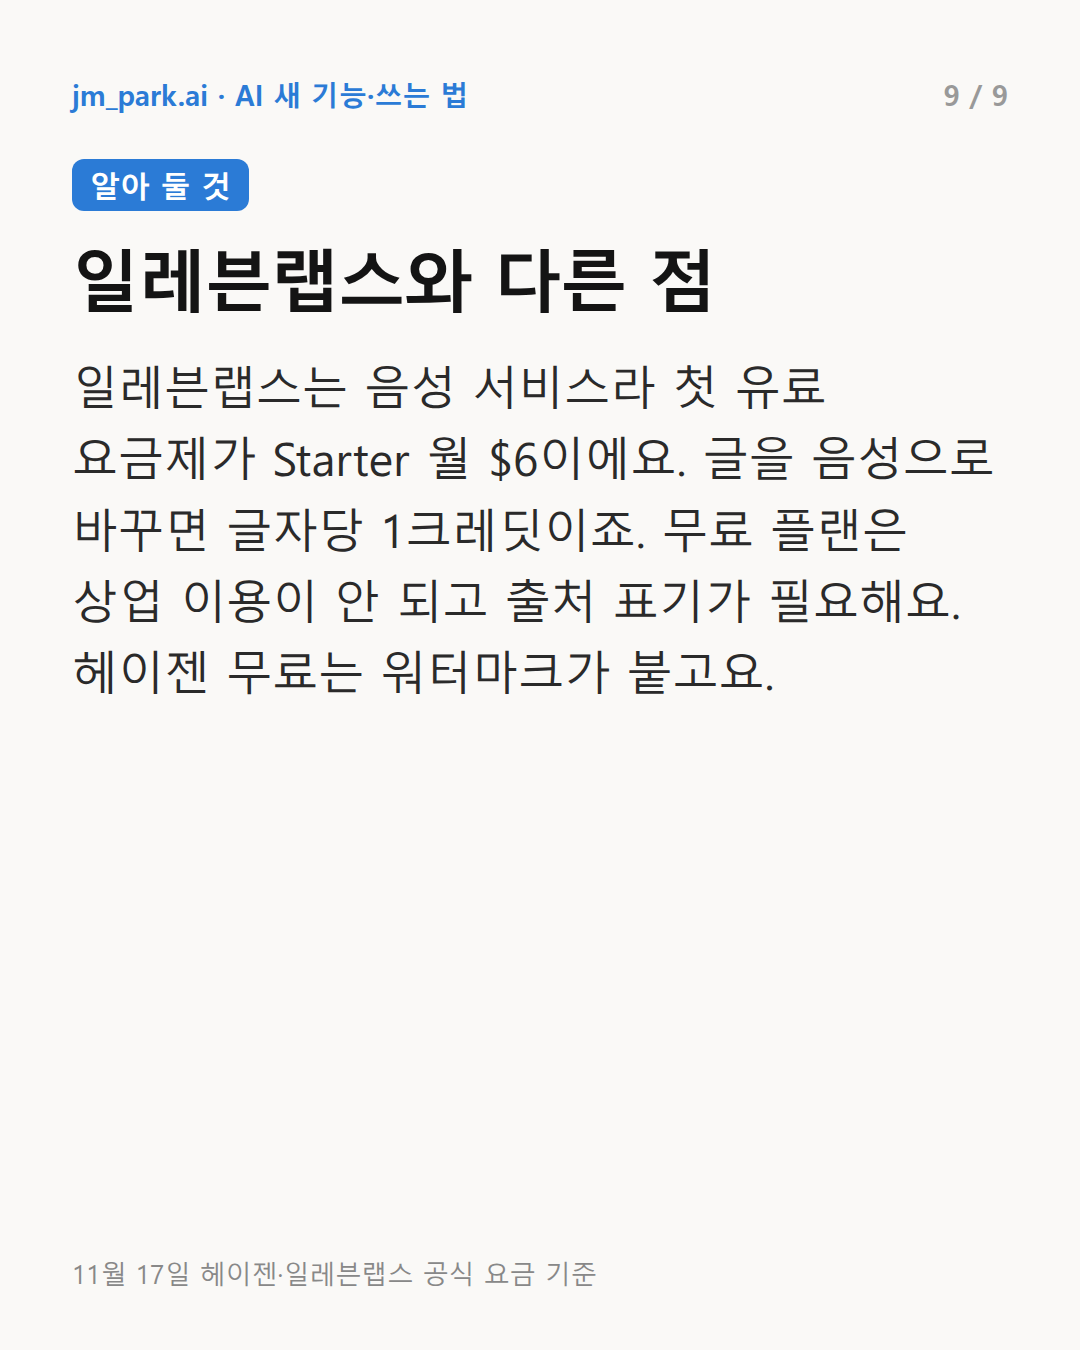 jm_park.ai · AI 새 기능·쓰는 법
9 / 9
알아 둘 것
일레븐랩스와 다른 점
일레븐랩스는 음성 서비스라 첫 유료
요금제가 Starter 월 $6이에요. 글을 음성으로
바꾸면 글자당 1크레딧이죠. 무료 플랜은
상업 이용이 안 되고 출처 표기가 필요해요.
헤이젠 무료는 워터마크가 붙고요.
11월 17일 헤이젠·일레븐랩스 공식 요금 기준